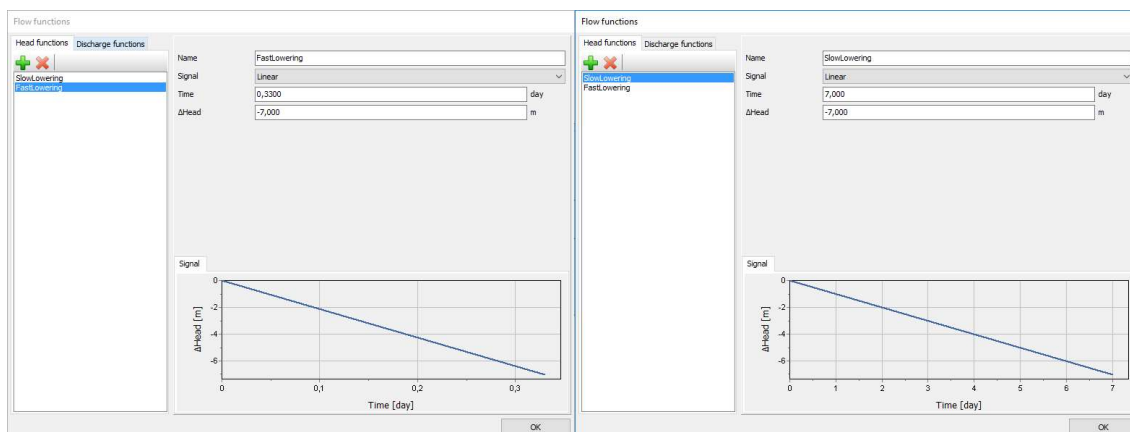 Flow functions
Head functions Discharge functions
SlowLowering
FastLowering
Name FastLowering
Signal Linear
Time 0,3300 day
ΔHead -7,000 m
Signal
0
-2
-4
-6
ΔHead [m]
0 0,1 0,2 0,3
Time [day]
OK
Flow functions
Head functions Discharge functions
SlowLowering
FastLowering
Name SlowLowering
Signal Linear
Time 7,000 day
ΔHead -7,000 m
Signal
0
-2
-4
-6
ΔHead [m]
0 1 2 3 4 5 6 7
Time [day]
OK